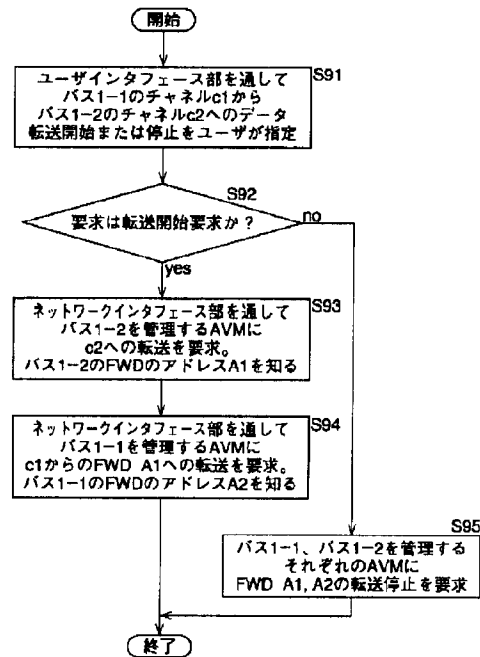 開始
S91
ユーザインタフェース部を通して
バス1-1のチャネルc1から
バス1-2のチャネルc2へのデータ
転送開始または停止をユーザが指定
S92
要求は転送開始要求か？
no
yes
S93
ネットワークインタフェース部を通して
バス1-2を管理するAVMに
c2への転送を要求。
バス1-2のFWDのアドレスA1を知る
S94
ネットワークインタフェース部を通して
バス1-1を管理するAVMに
c1からのFWD A1への転送を要求。
バス1-1のFWDのアドレスA2を知る
S95
バス1-1、バス1-2を管理する
それぞれのAVMに
FWD A1, A2の転送停止を要求
終了